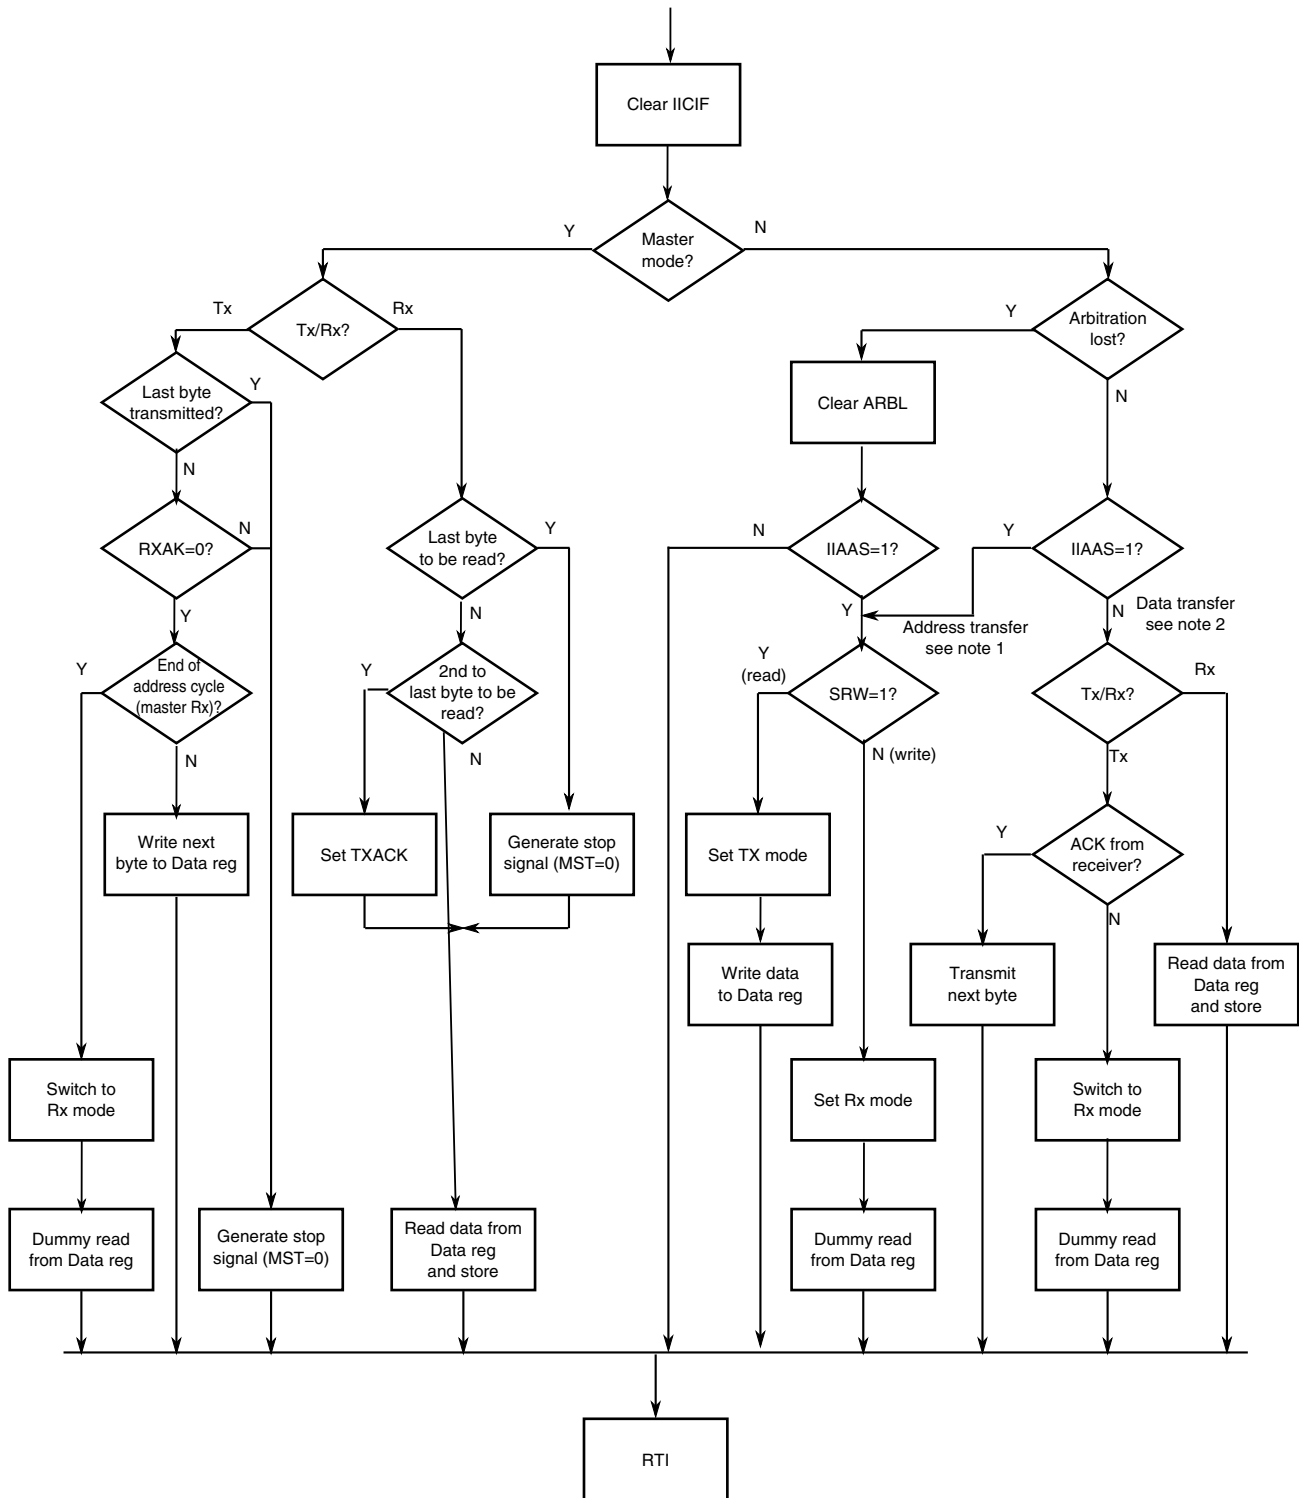 Clear IICIF
Master
mode?
Y
N
Tx/Rx?
Tx
Rx
Arbitration
lost?
Y
N
Last byte
transmitted?
Y
N
Clear ARBL
RXAK=0?
N
Y
Last byte
to be read?
Y
N
IIAAS=1?
N
Y
IIAAS=1?
Y
N
Address transfer
see note 1
Data transfer
see note 2
End of
address cycle
(master Rx)?
Y
N
2nd to
last byte to be
read?
Y
N
SRW=1?
Y
(read)
N (write)
Tx/Rx?
Rx
Tx
Write next
byte to Data reg
Set TXACK
Generate stop
signal (MST=0)
Set TX mode
ACK from
receiver?
Y
N
Write data
to Data reg
Transmit
next byte
Read data from
Data reg
and store
Switch to
Rx mode
Set Rx mode
Switch to
Rx mode
Dummy read
from Data reg
Generate stop
signal (MST=0)
Read data from
Data reg
and store
Dummy read
from Data reg
Dummy read
from Data reg
RTI